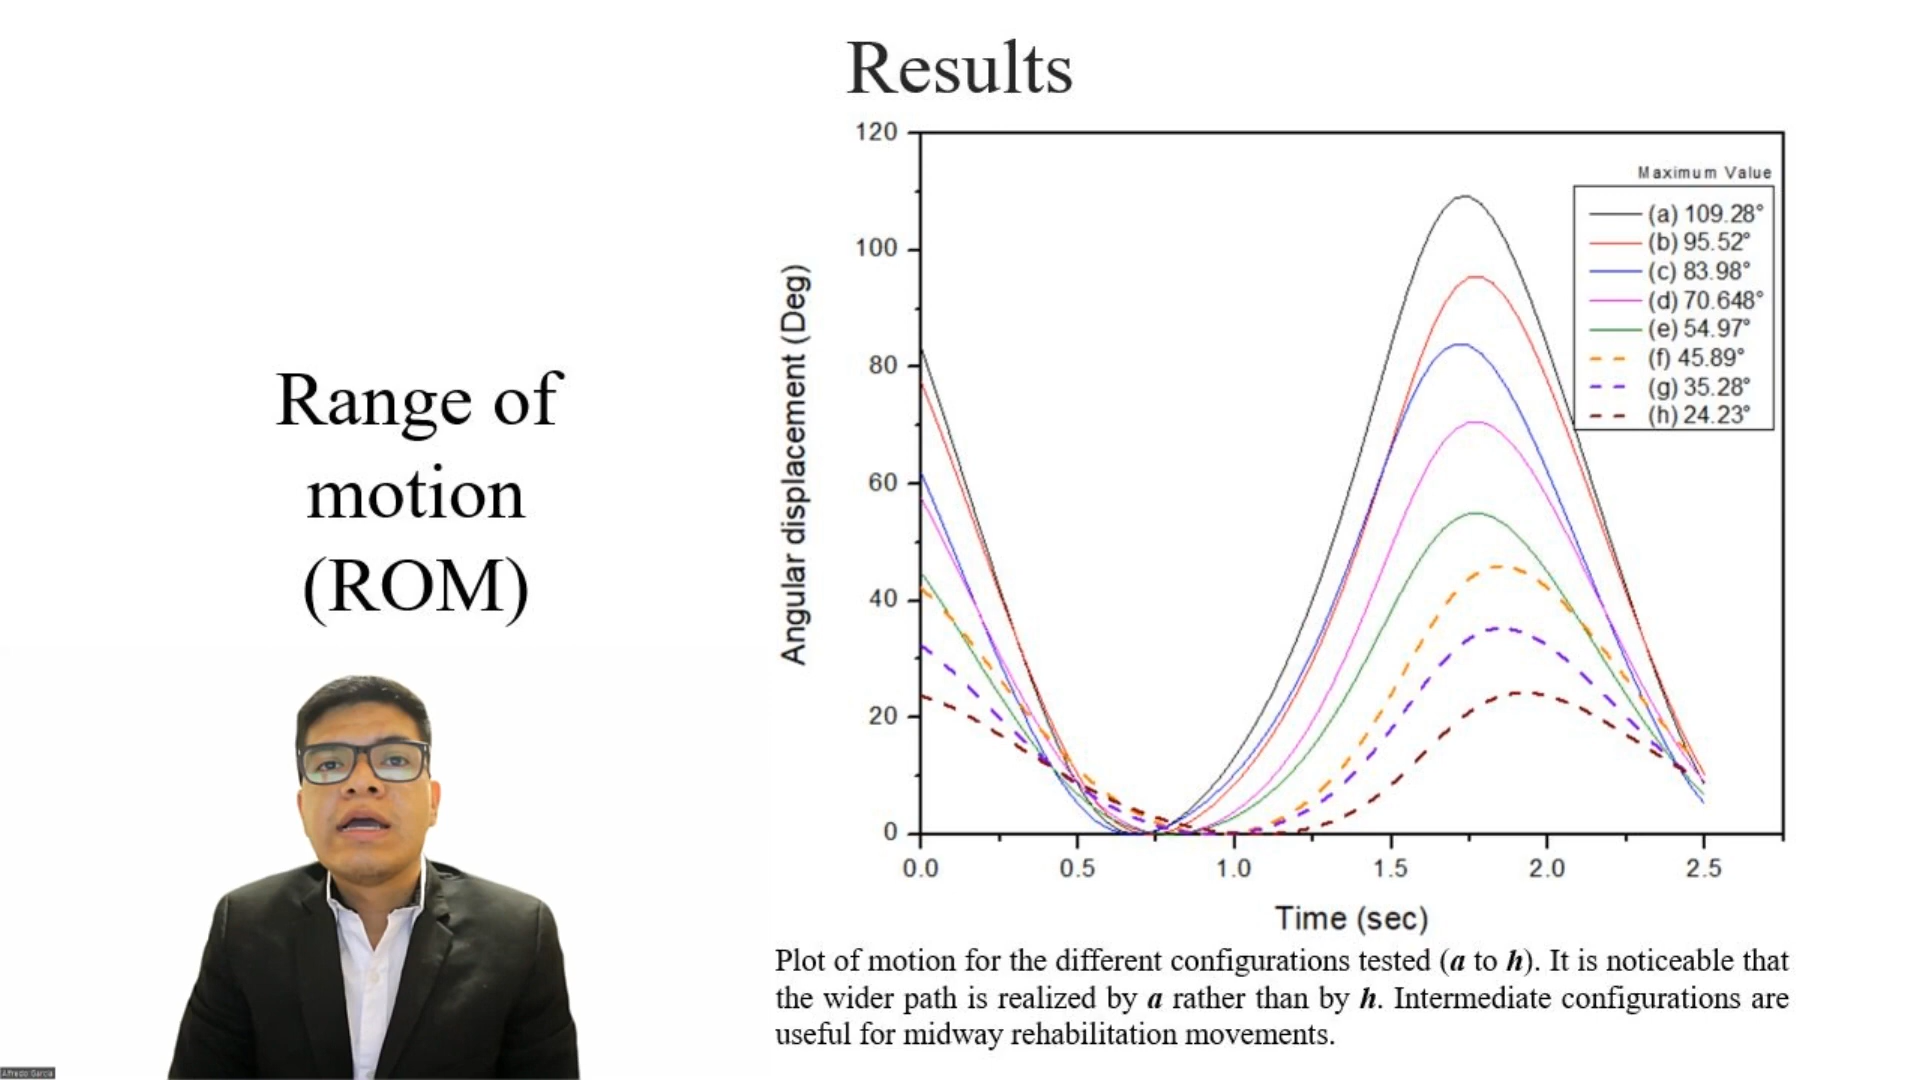 Results
Range of
motion
(ROM)
120
100
80
60
40
20
0
Angular displacement (Deg)
Maximum Value
(a) 109.28°
(b) 95.52°
(c) 83.98°
(d) 70.648°
(e) 54.97°
(f) 45.89°
(g) 35.28°
(h) 24.23°
0.0 0.5 1.0 1.5 2.0 2.5
Time (sec)
Plot of motion for the different configurations tested (a to h). It is noticeable that
the wider path is realized by a rather than by h. Intermediate configurations are
useful for midway rehabilitation movements.
Alfredo Garcia